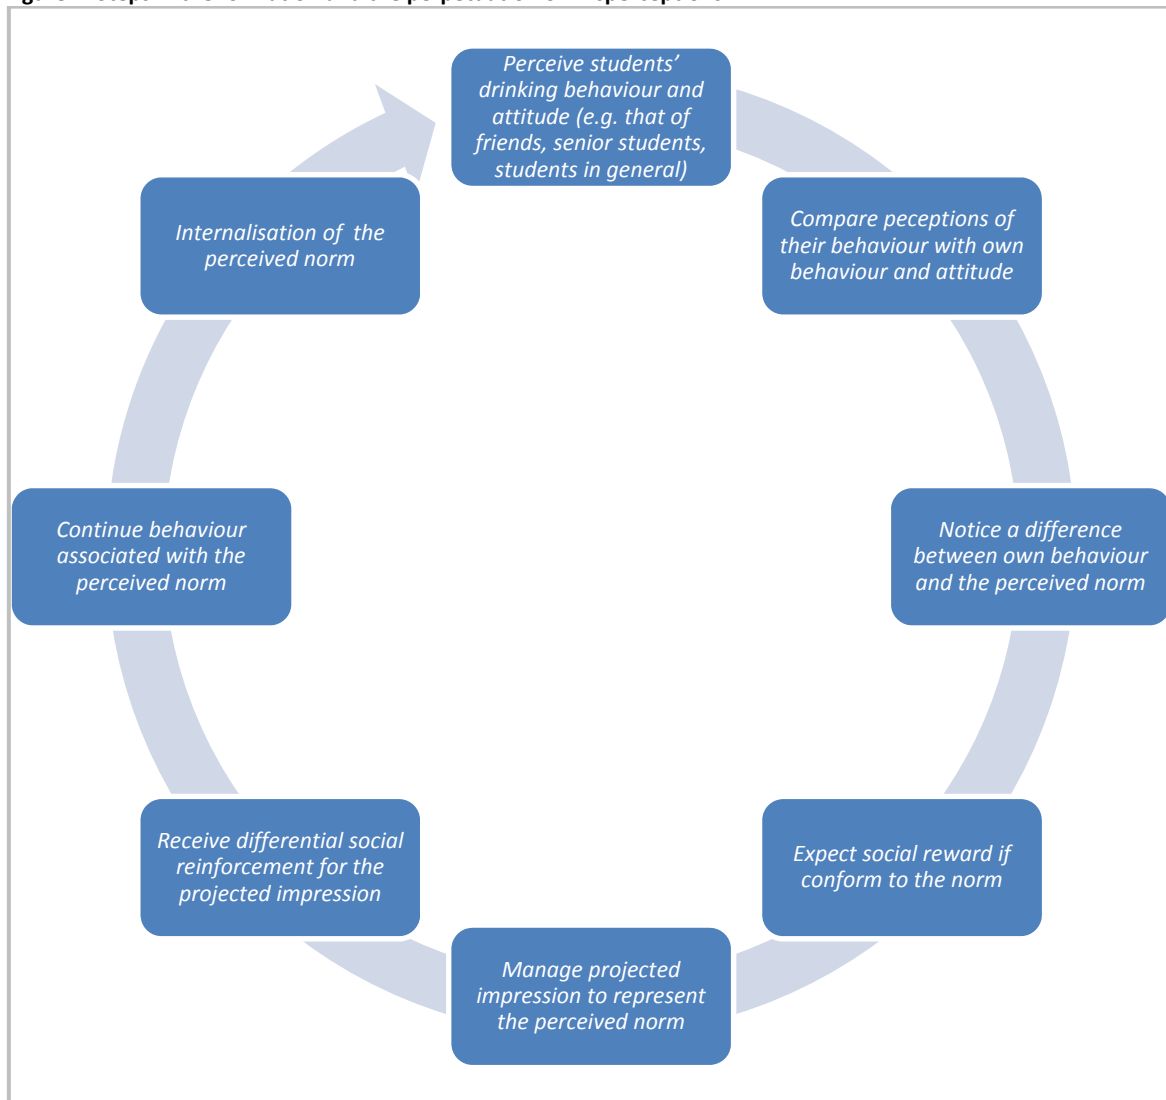 Perceive students’
drinking behaviour and
attitude (e.g. that of
friends, senior students,
students in general)
Compare perceptions of
their behaviour with own
behaviour and attitude
Notice a difference
between own behaviour
and the perceived norm
Expect social reward if
conform to the norm
Manage projected
impression to represent
the perceived norm
Receive differential social
reinforcement for the
projected impression
Continue behaviour
associated with the
perceived norm
Internalisation of the
perceived norm